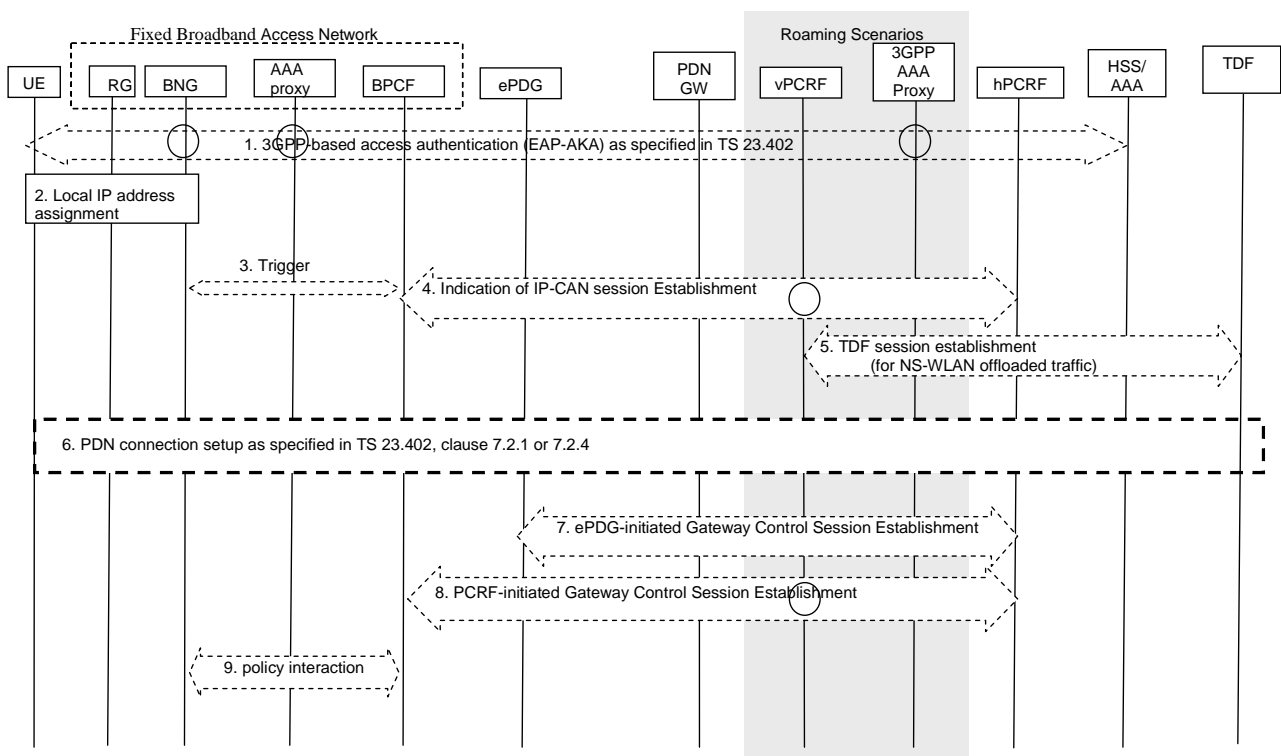 Fixed Broadband Access Network
Roaming Scenarios
UE
RG
BNG
AAA
proxy
BPCF
ePDG
PDN
GW
vPCRF
3GPP
AAA
Proxy
hPCRF
HSS/
AAA
TDF
1. 3GPP-based access authentication (EAP-AKA) as specified in TS 23.402
2. Local IP address
assignment
3. Trigger
4. Indication of IP-CAN session Establishment
5. TDF session establishment
(for NS-WLAN offloaded traffic)
6. PDN connection setup as specified in TS 23.402, clause 7.2.1 or 7.2.4
7. ePDG-initiated Gateway Control Session Establishment
8. PCRF-initiated Gateway Control Session Establishment
9. policy interaction